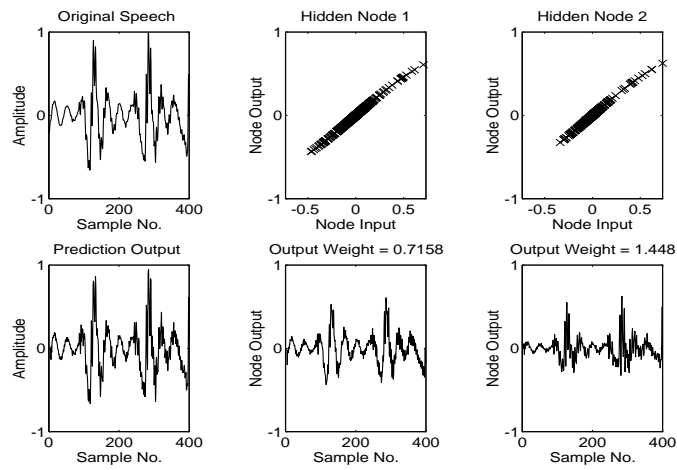 Original Speech
1
0
-1
Amplitude
0
200
400
Sample No.
Hidden Node 1
1
0
-1
Node Output
-0.5
0
0.5
Node Input
Hidden Node 2
1
0
-1
Node Output
-0.5
0
0.5
Node Input
Prediction Output
1
0
-1
Amplitude
0
200
400
Sample No.
Output Weight = 0.7158
1
0
-1
Node Output
0
200
400
Sample No.
Output Weight = 1.448
1
0
-1
Node Output
0
200
400
Sample No.